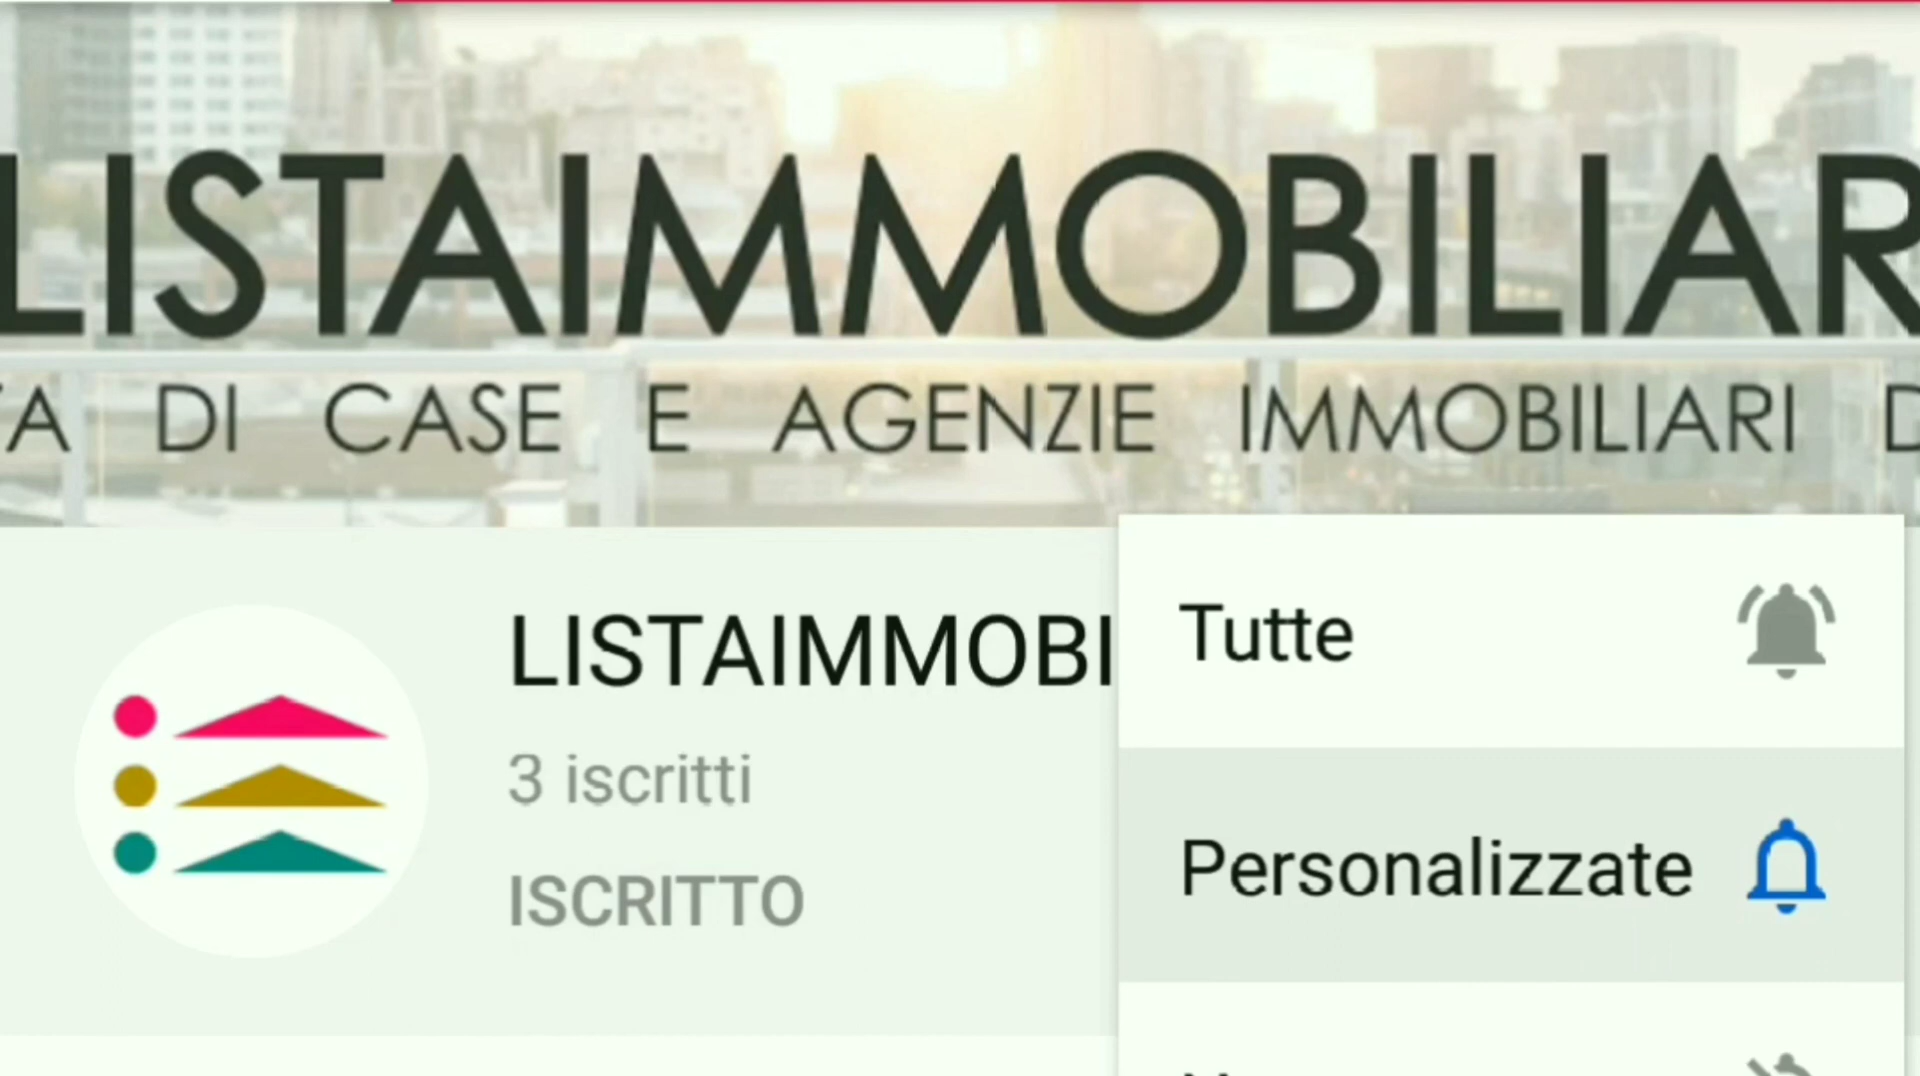 LISTAIMMOBILIAR
DI CASE E AGENZIE IMMOBILIARI
LISTAIMMOBI
3 iscritti
ISCRITTO
Tutte
Personalizzate